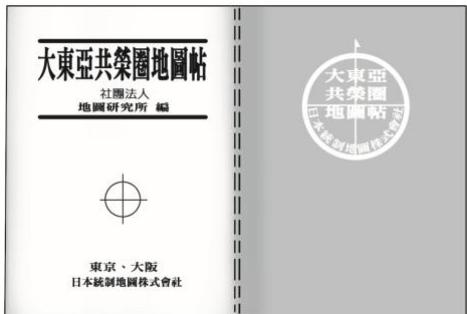 大東亞共榮圈地圖帖
社團法人
地圖研究所 編
東京、大阪
日本統制地圖株式會社
大東亞
共榮圈
地圖帖
日本統制地圖株式會社